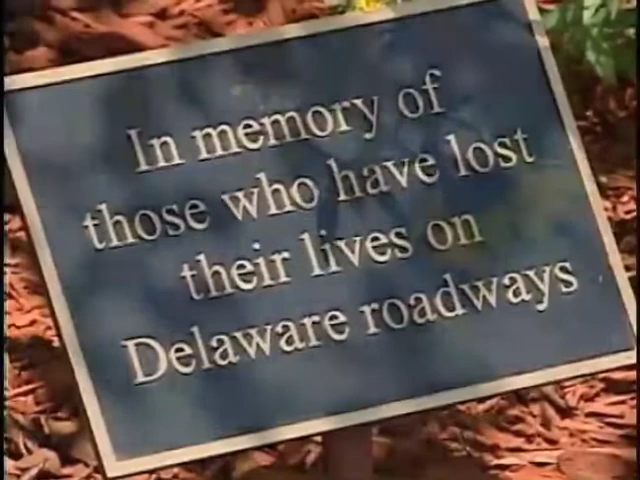 In memory of
those who have lost
their lives on
Delaware roadways